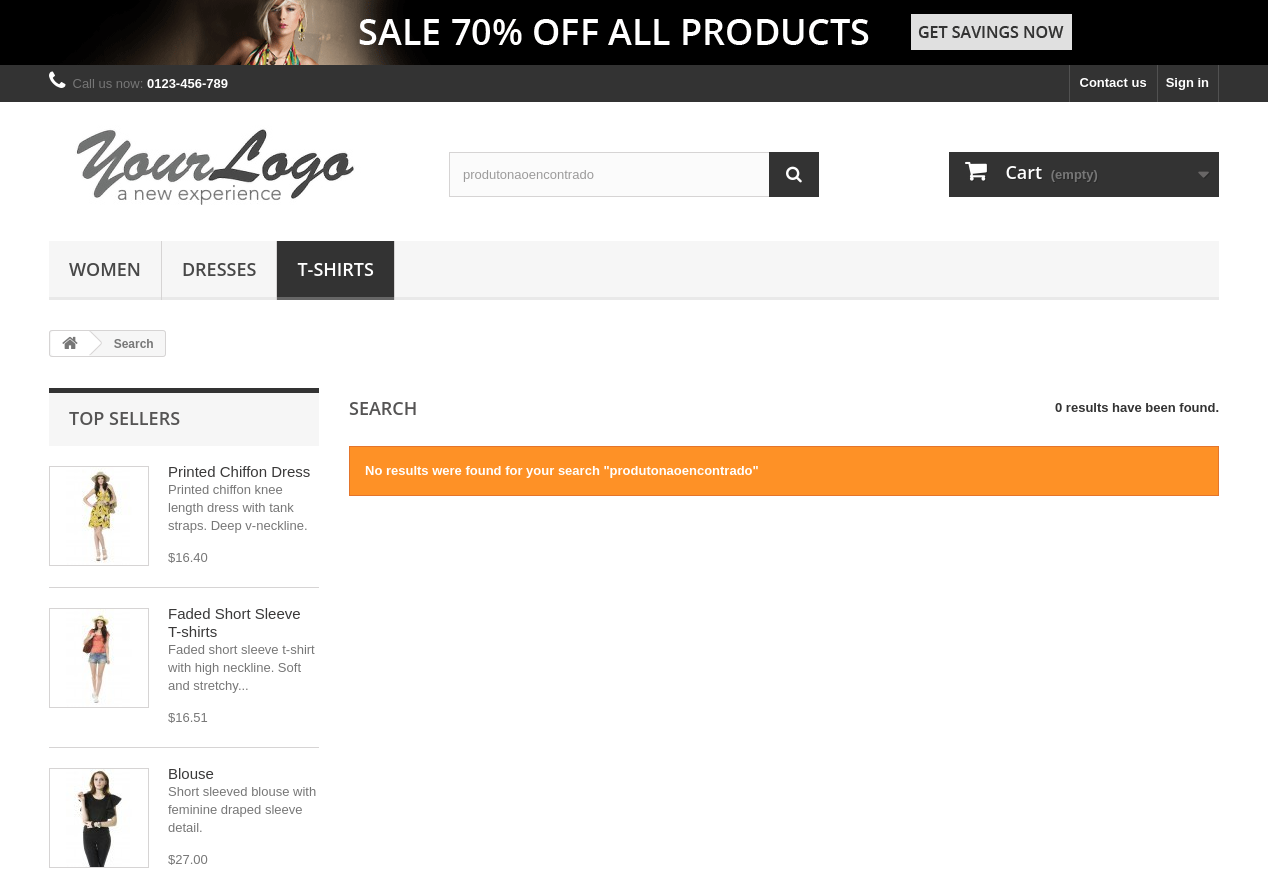 SALE 70% OFF ALL PRODUCTS
GET SAVINGS NOW
Call us now: 0123-456-789
Contact us
Sign in
YourLogo
a new experience
produtonaoencontrado
Cart (empty)
WOMEN
DRESSES
T-SHIRTS
Search
TOP SELLERS
Printed Chiffon Dress
Printed chiffon knee
length dress with tank
straps. Deep v-neckline.
$16.40
Faded Short Sleeve
T-shirts
Faded short sleeve t-shirt
with high neckline. Soft
and stretchy...
$16.51
Blouse
Short sleeved blouse with
feminine draped sleeve
detail.
$27.00
SEARCH
0 results have been found.
No results were found for your search "produtonaoencontrado"